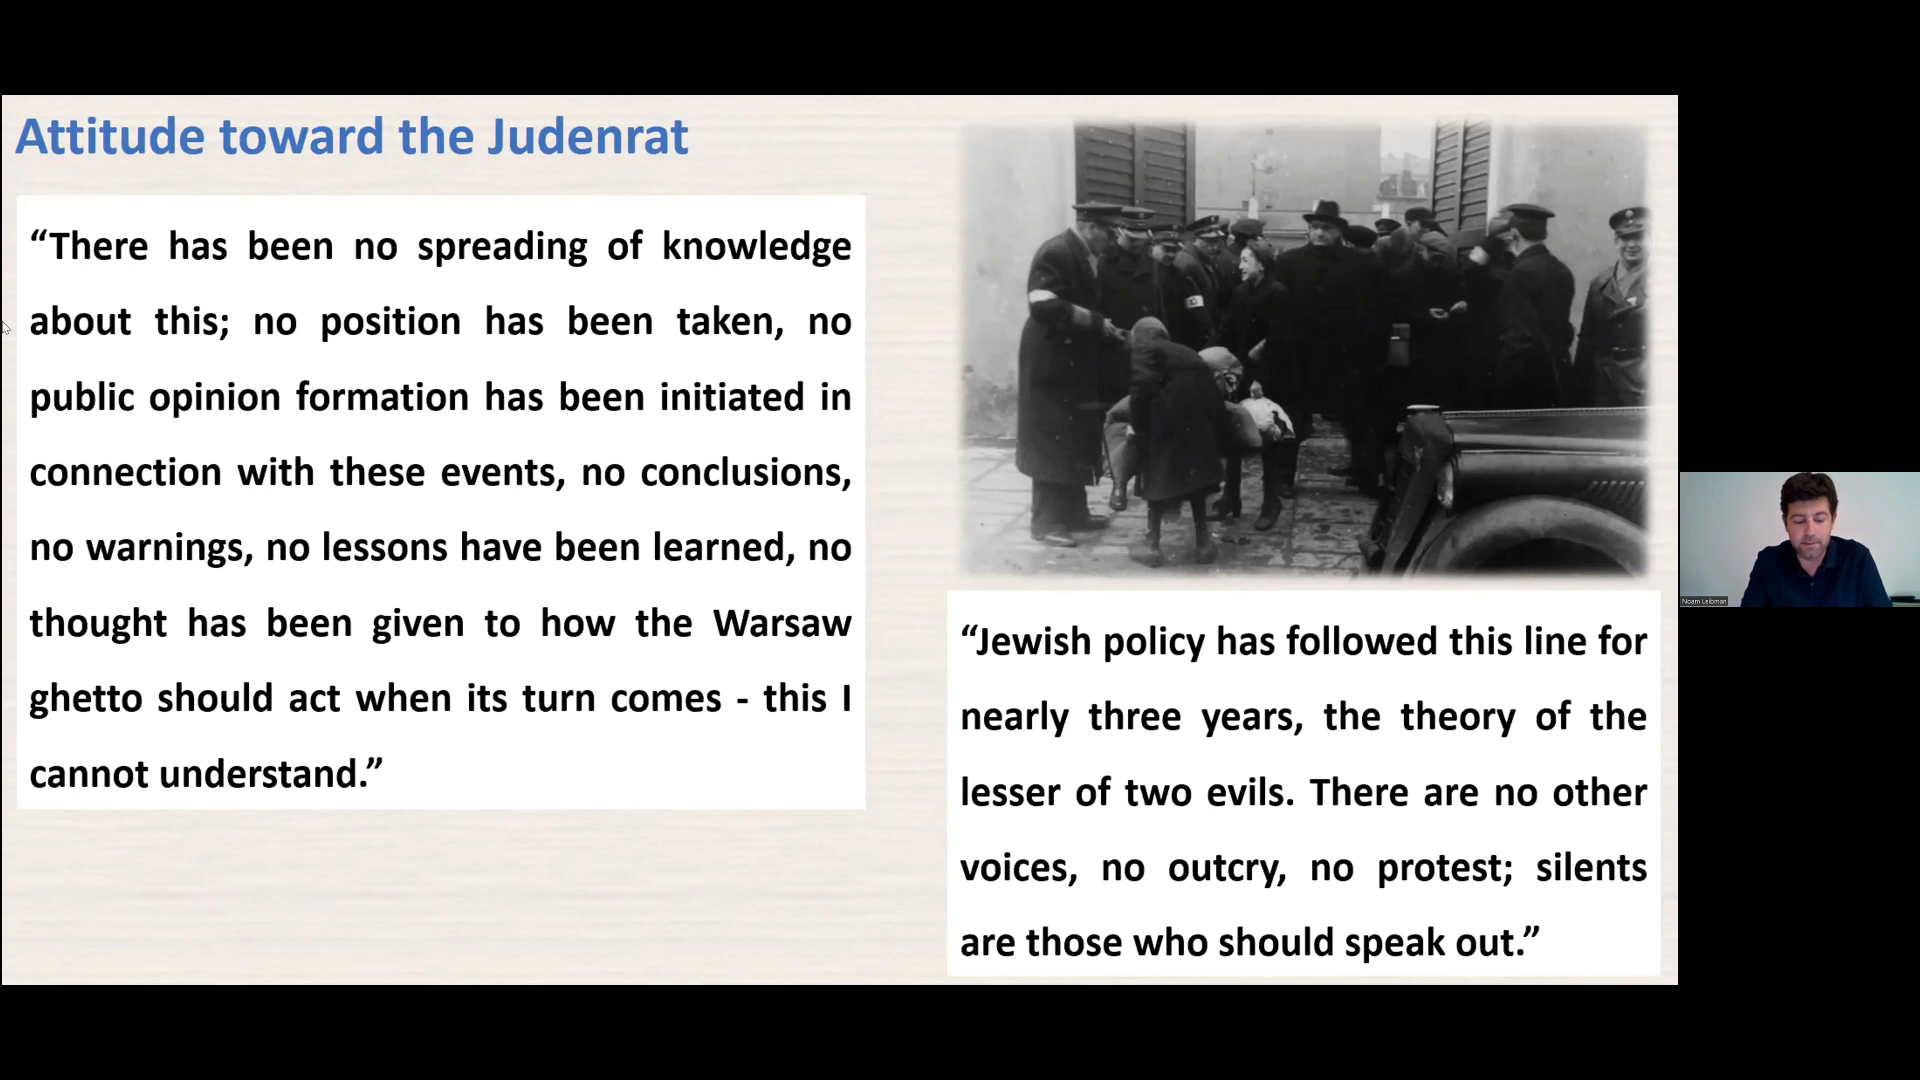 Attitude toward the Judenrat
“There has been no spreading of knowledge
about this; no position has been taken, no
public opinion formation has been initiated in
connection with these events, no conclusions,
no warnings, no lessons have been learned, no
thought has been given to how the Warsaw
ghetto should act when its turn comes - this I
cannot understand.”
“Jewish policy has followed this line for
nearly three years, the theory of the
lesser of two evils. There are no other
voices, no outcry, no protest; silents
are those who should speak out.”
Noam Leibman